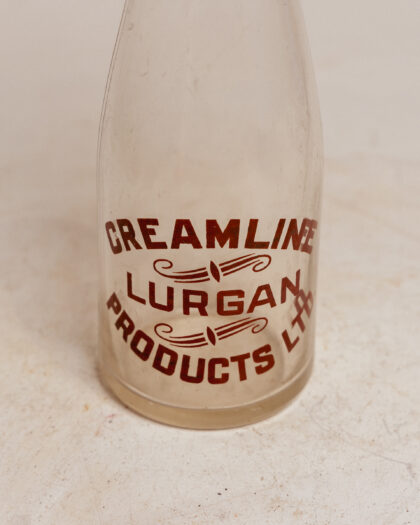 CREAMLINE
LURGAN
PRODUCTS LTD